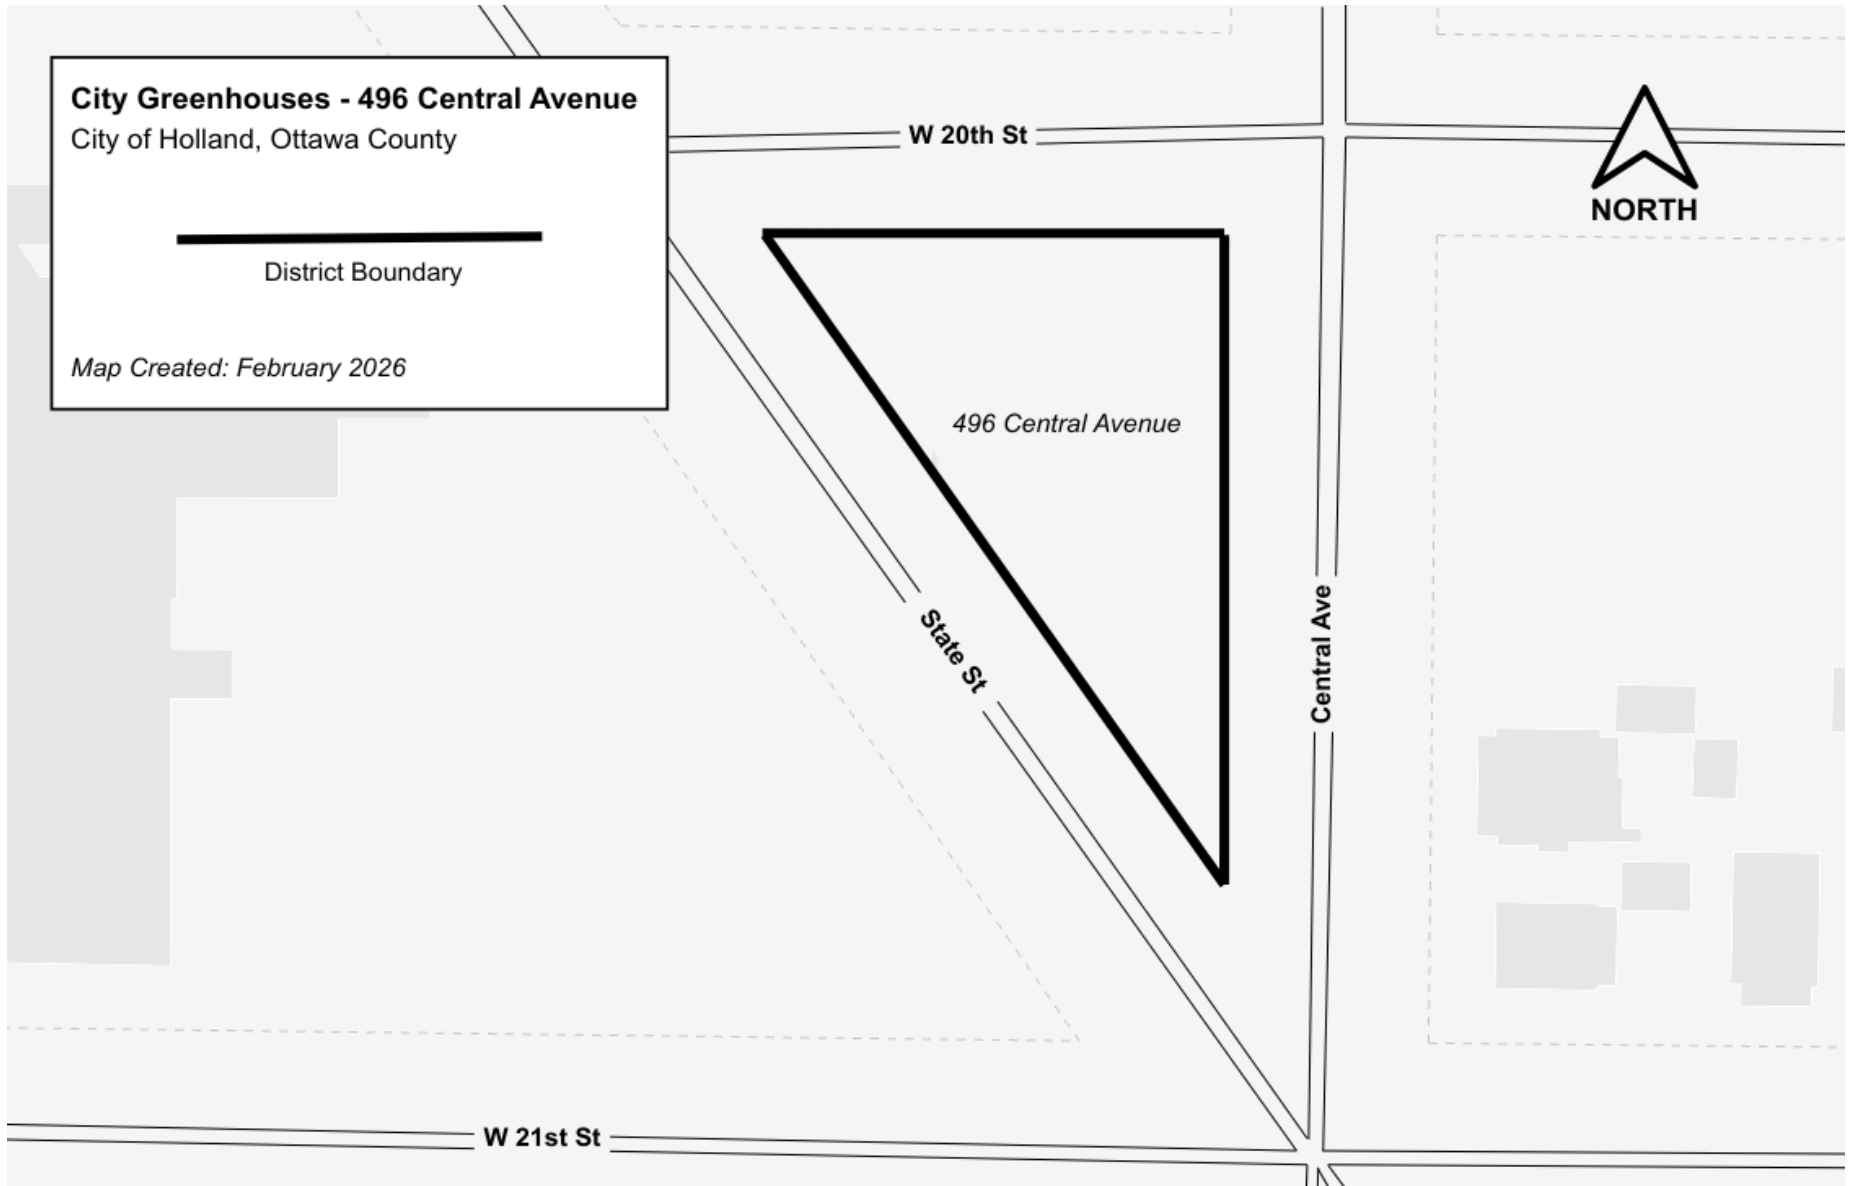 City Greenhouses - 496 Central Avenue
City of Holland, Ottawa County
District Boundary
Map Created: February 2026
W 20th St
NORTH
496 Central Avenue
State St
Central Ave
W 21st St